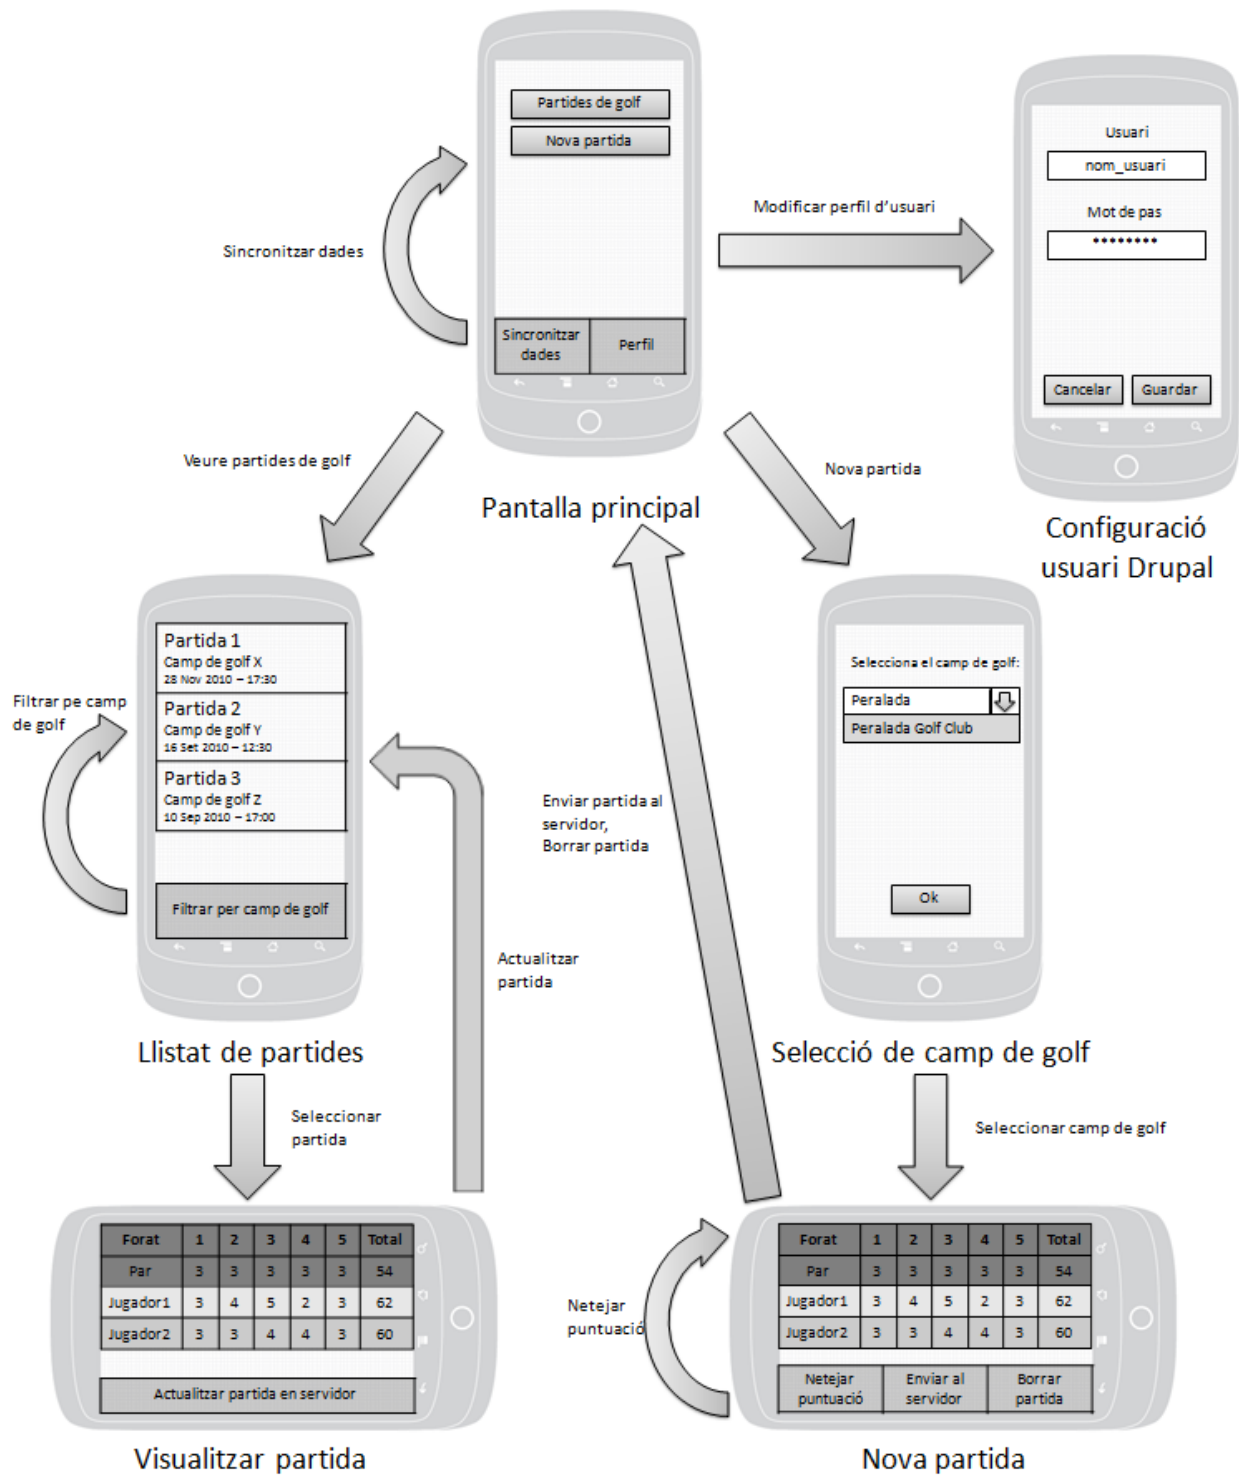 Partides de golf
Nova partida
Sincronitzar
dades
Perfil
Pantalla principal
Sincronitzar dades
Modificar perfil d'usuari
Usuari
nom_usuari
Mot de pas
********
Cancelar
Guardar
Configuració
usuari Drupal
Veure partides de golf
Nova partida
Partida 1
Camp de golf X
28 Nov 2010 – 17:30
Partida 2
Camp de golf Y
16 Set 2010 – 12:30
Partida 3
Camp de golf Z
10 Sep 2010 – 17:00
Filtrar per camp de golf
Filtrar pe camp
de golf
Llistat de partides
Selecciona el camp de golf:
Peralada
Peralada Golf Club
Ok
Selecció de camp de golf
Enviar partida al
servidor,
Borrar partida
Actualitzar
partida
Seleccionar
partida
Seleccionar camp de golf
Forat 1 2 3 4 5 Total
Par 3 3 3 3 3 54
Jugador1 3 4 5 2 3 62
Jugador2 3 3 4 4 3 60
Actualitzar partida en servidor
Visualitzar partida
Netejar
puntuació
Forat 1 2 3 4 5 Total
Par 3 3 3 3 3 54
Jugador1 3 4 5 2 3 62
Jugador2 3 3 4 4 3 60
Netejar
puntuació
Enviar al
servidor
Borrar
partida
Nova partida